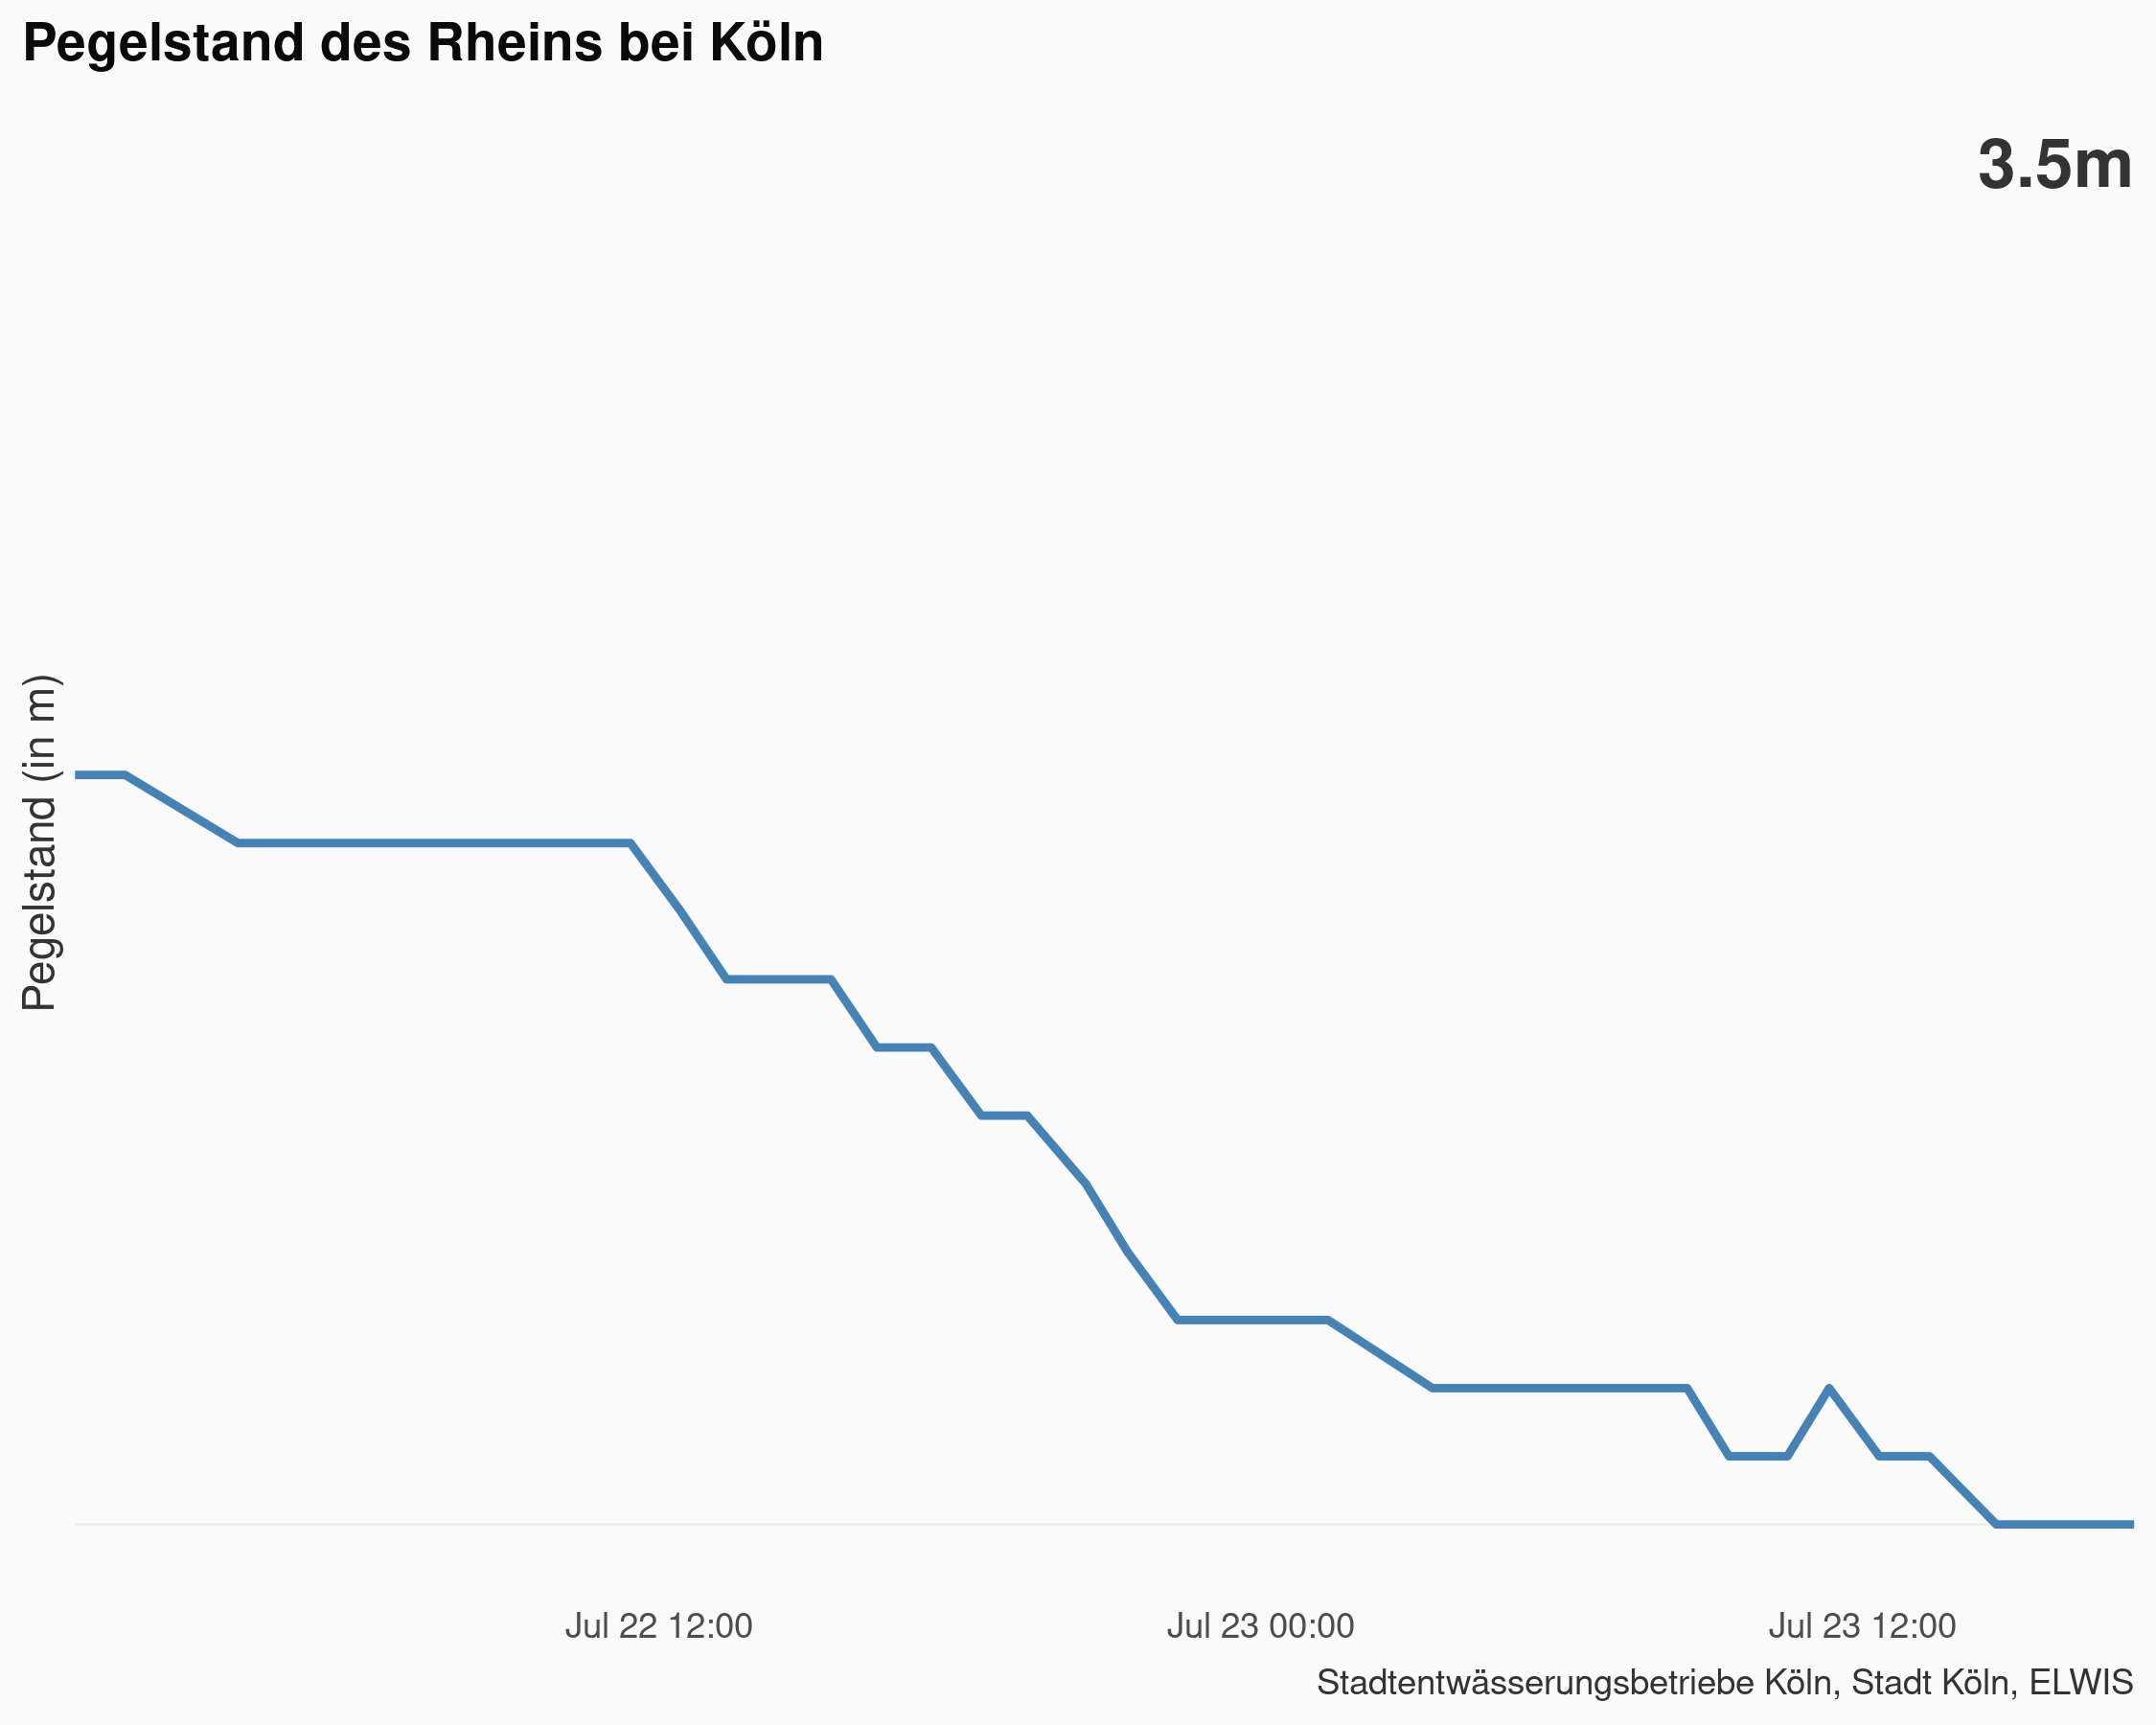 Pegelstand des Rheins bei Köln
3.5m
Pegelstand (in m)
Jul 22 12:00
Jul 23 00:00
Jul 23 12:00
Stadtentwässerungsbetriebe Köln, Stadt Köln, ELWIS